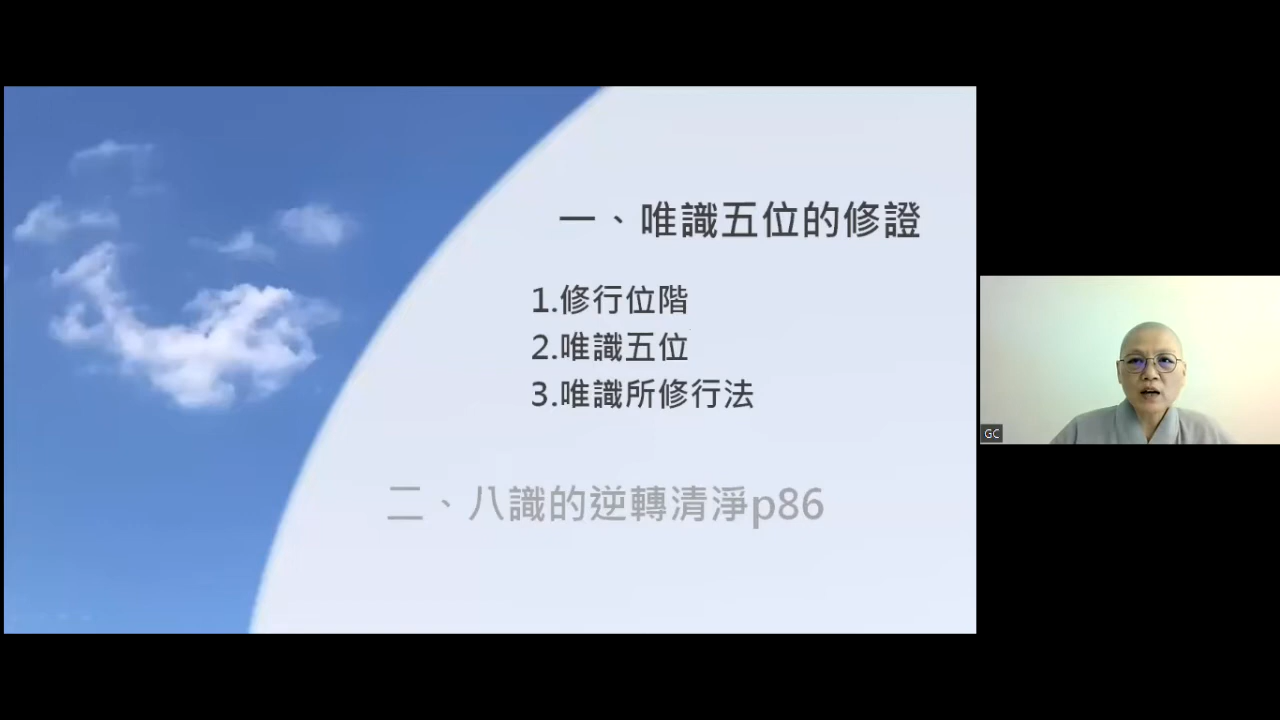 一、唯識五位的修證
1.修行位階
2.唯識五位
3.唯識所修行法
二、八識的逆轉清淨p86
GC